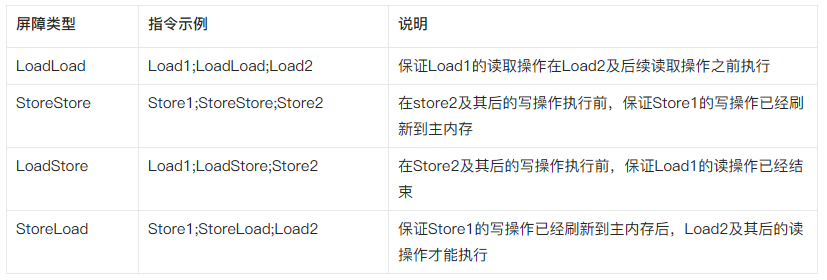 屏障类型 指令示例 说明
LoadLoad Load1;LoadLoad;Load2 保证Load1的读取操作在Load2及后续读取操作之前执行
StoreStore Store1;StoreStore;Store2 在store2及其后的写操作执行前，保证Store1的写操作已经刷
新到主内存
LoadStore Load1;LoadStore;Store2 在Store2及其后的写操作执行前，保证Load1的读操作已经结
束
StoreLoad Store1;StoreLoad;Load2 保证Store1的写操作已经刷新到主内存后，Load2及其后的读
操作才能执行